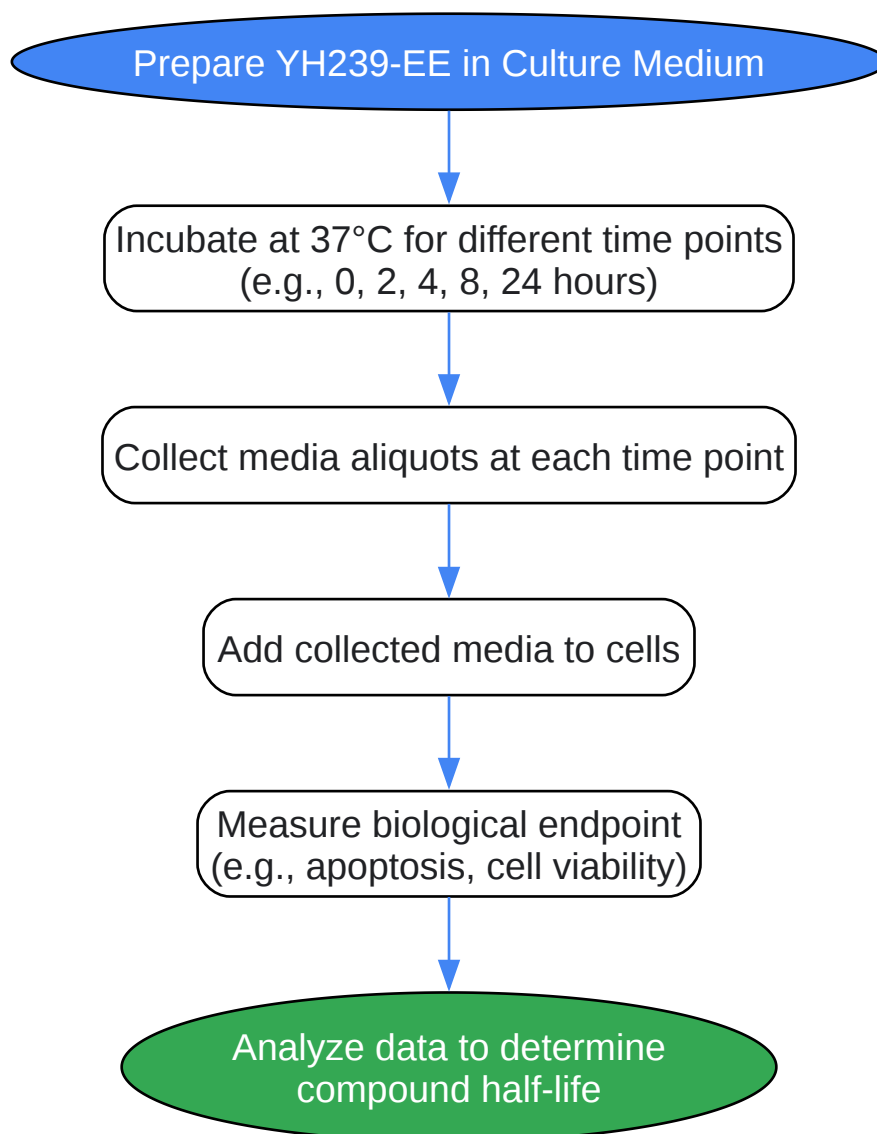 Prepare YH239-EE in Culture Medium
Incubate at 37°C for different time points
(e.g., 0, 2, 4, 8, 24 hours)
Collect media aliquots at each time point
Add collected media to cells
Measure biological endpoint
(e.g., apoptosis, cell viability)
Analyze data to determine
compound half-life